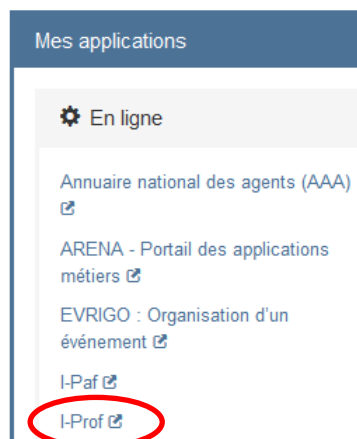 Mes applications
En ligne
Annuaire national des agents (AAA)
ARENA - Portail des applications
métiers
EVRIGO : Organisation d'un
événement
I-Paf
I-Prof